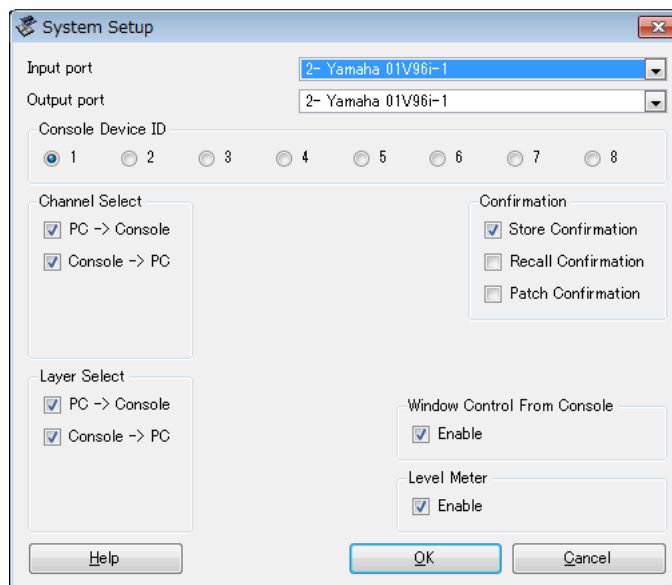 System Setup
Input port 2- Yamaha 01V96i-1
Output port 2- Yamaha 01V96i-1
Console Device ID
1 2 3 4 5 6 7 8
Channel Select
PC -> Console
Console -> PC
Confirmation
Store Confirmation
Recall Confirmation
Patch Confirmation
Layer Select
PC -> Console
Console -> PC
Window Control From Console
Enable
Level Meter
Enable
Help OK Cancel